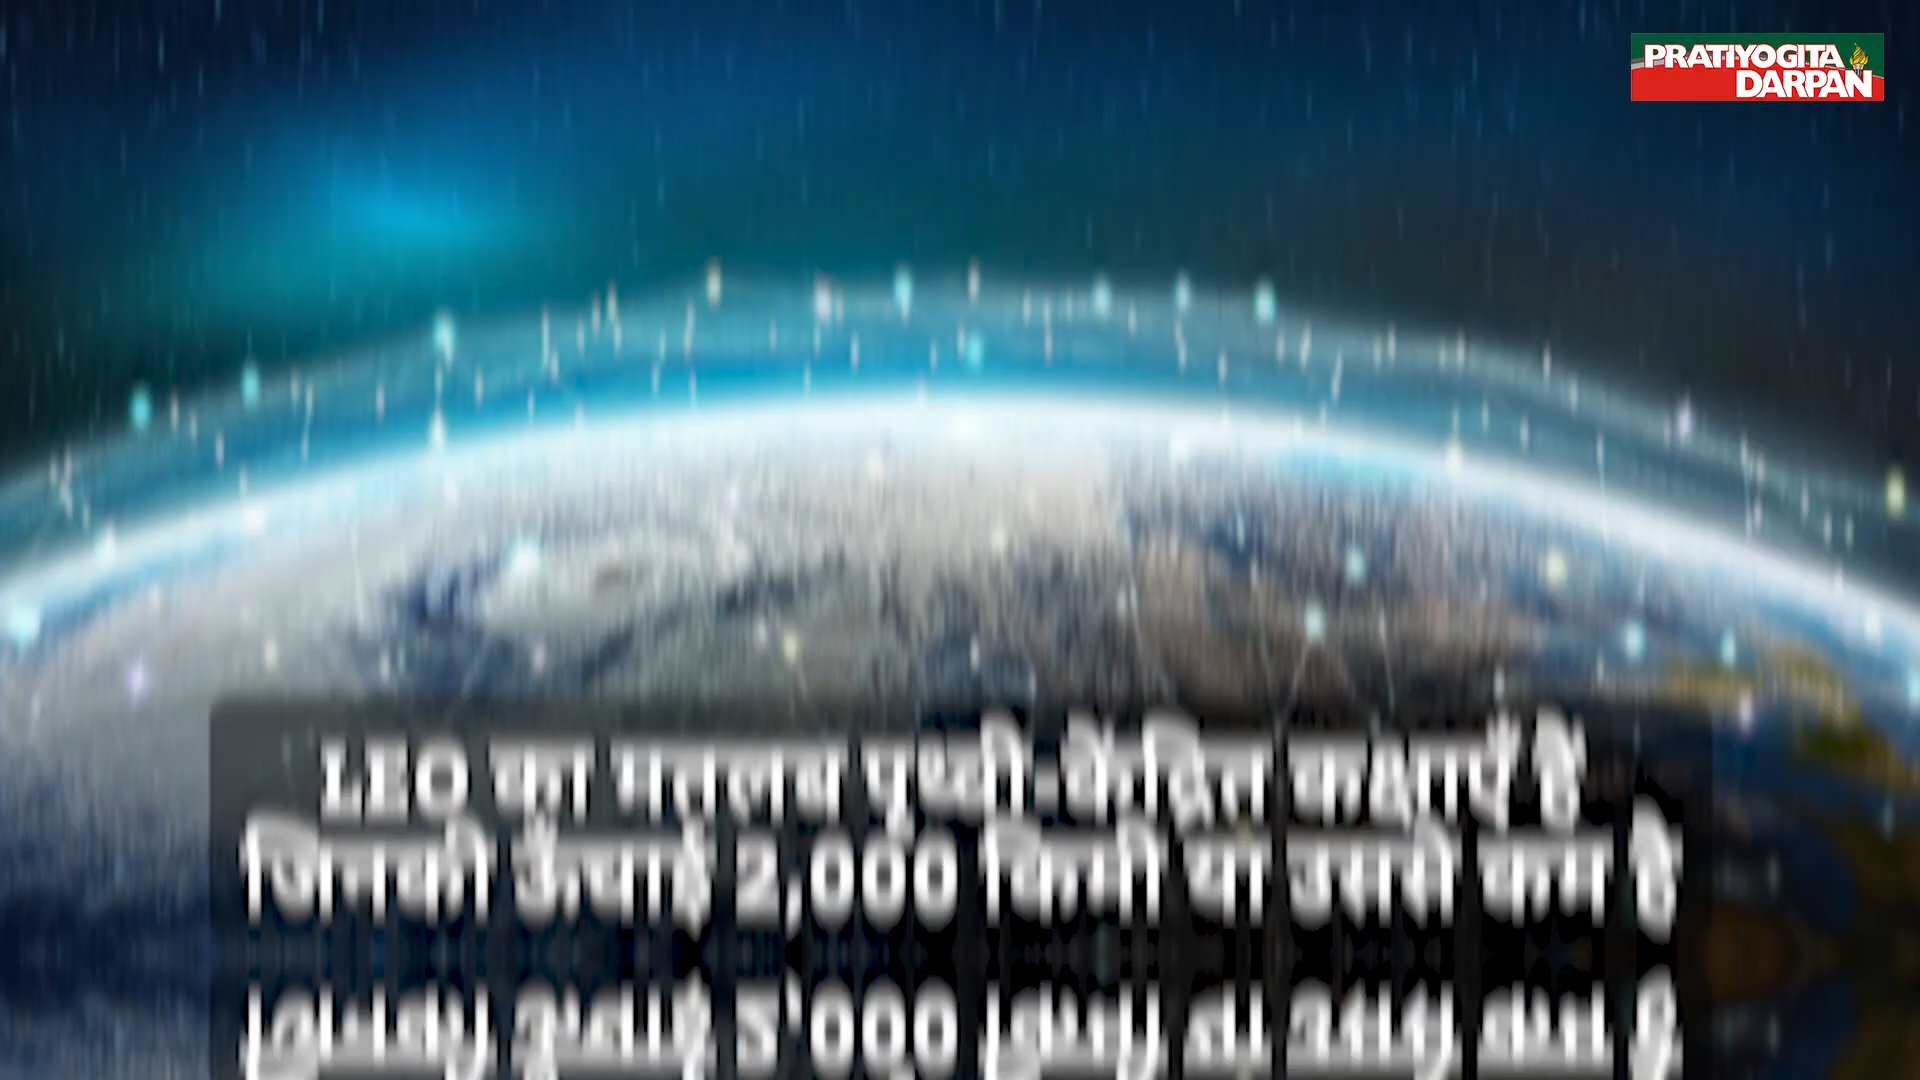 PRATIYOGITA
DARPAN
LEO का मतलब पृथ्वी-केन्द्रित कक्षाएँ हैं
जिनकी ऊँचाई 2,000 किमी या उससे कम है